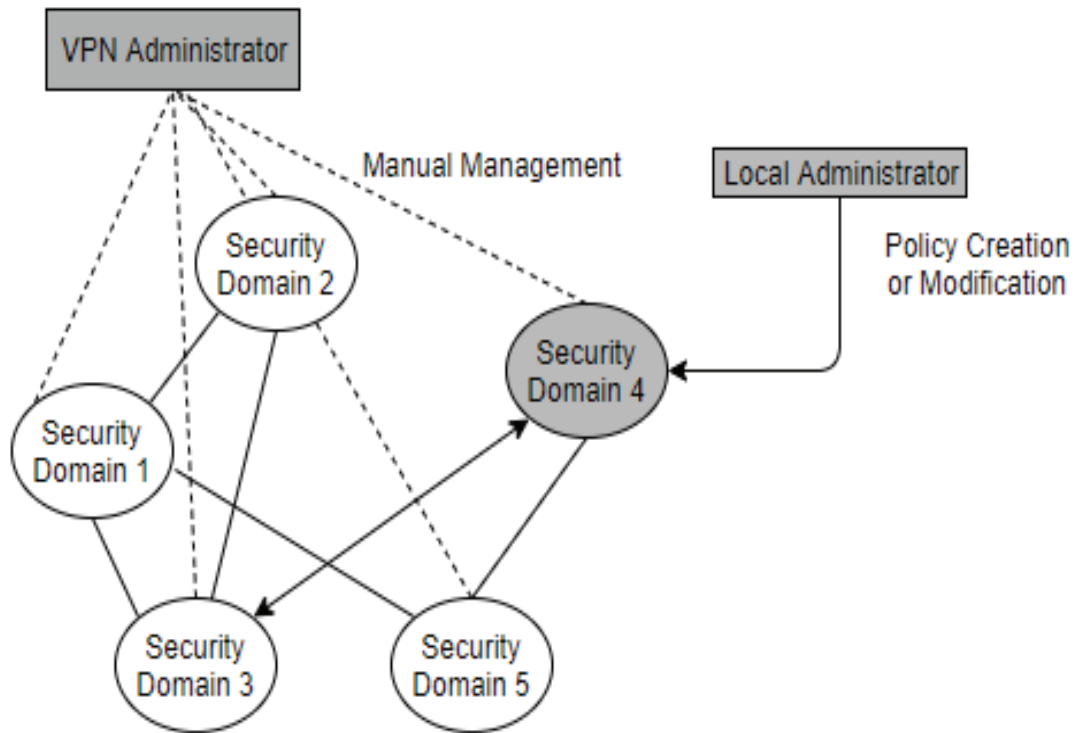 VPN Administrator
Manual Management
Local Administrator
Policy Creation
or Modification
Security
Domain 2
Security
Domain 4
Security
Domain 1
Security
Domain 3
Security
Domain 5